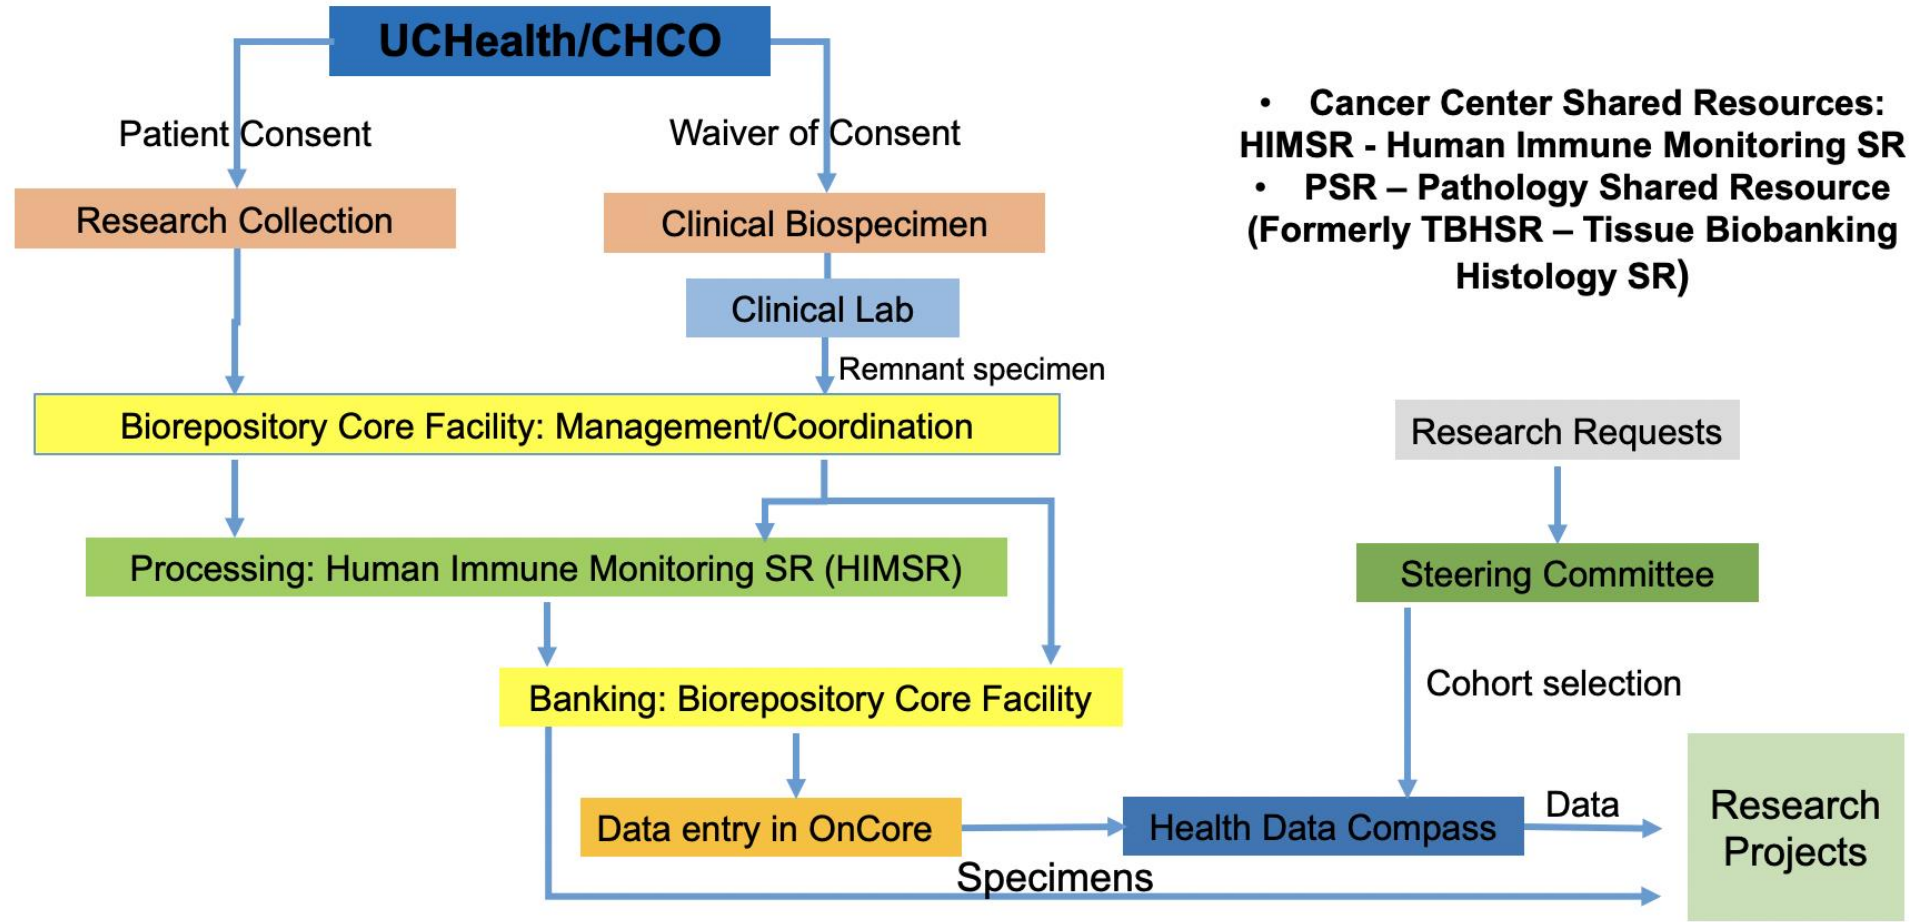 UCHealth/CHCO
Patient Consent
Waiver of Consent
• Cancer Center Shared Resources:
HIMSR - Human Immune Monitoring SR
• PSR – Pathology Shared Resource
(Formerly TBHSR – Tissue Biobanking
Histology SR)
Research Collection
Clinical Biospecimen
Clinical Lab
Remnant specimen
Biorepository Core Facility: Management/Coordination
Research Requests
Processing: Human Immune Monitoring SR (HIMSR)
Steering Committee
Cohort selection
Banking: Biorepository Core Facility
Data entry in OnCore
Health Data Compass
Data
Research
Projects
Specimens